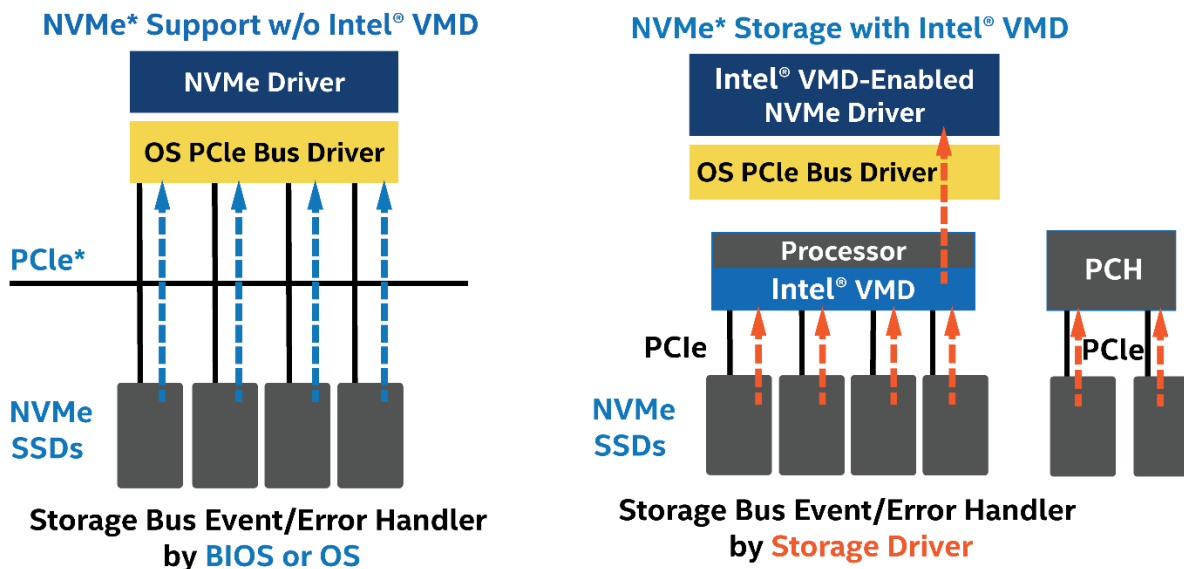 NVMe* Support w/o Intel® VMD
NVMe Driver
OS PCIe Bus Driver
PCIe*
NVMe
SSDs
Storage Bus Event/Error Handler
by BIOS or OS
NVMe* Storage with Intel® VMD
Intel® VMD-Enabled
NVMe Driver
OS PCIe Bus Driver
Processor
Intel® VMD
PCH
PCIe
PCIe
NVMe
SSDs
Storage Bus Event/Error Handler
by Storage Driver